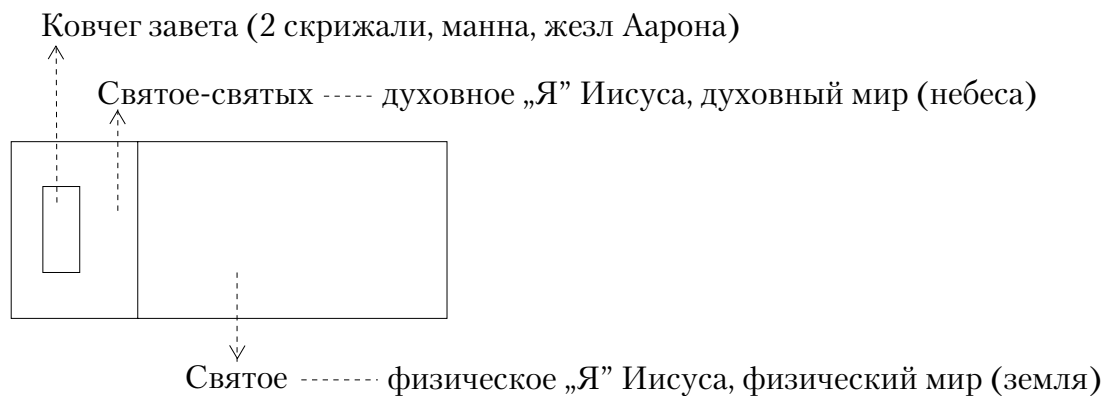 Ковчег завета (2 скрижали, манна, жезл Аарона)
Святое-святых ----- духовное „Я” Иисуса, духовный мир (небеса)
Святое ------- физическое „Я” Иисуса, физический мир (земля)